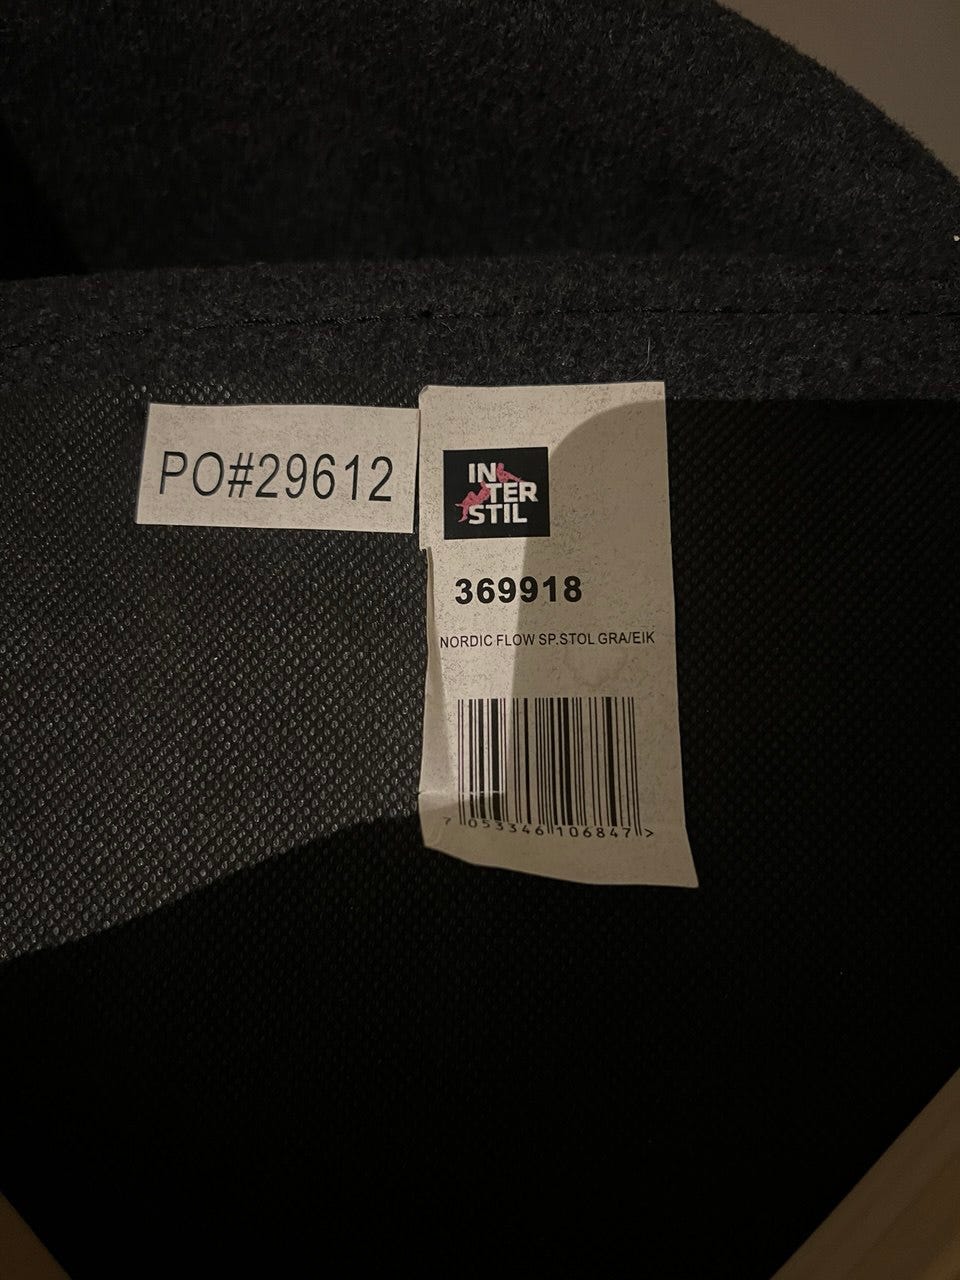 PO#29612
IN
TER
STIL
369918
NORDIC FLOW SP.STOL GRA/EIK
7 053346 106847 >